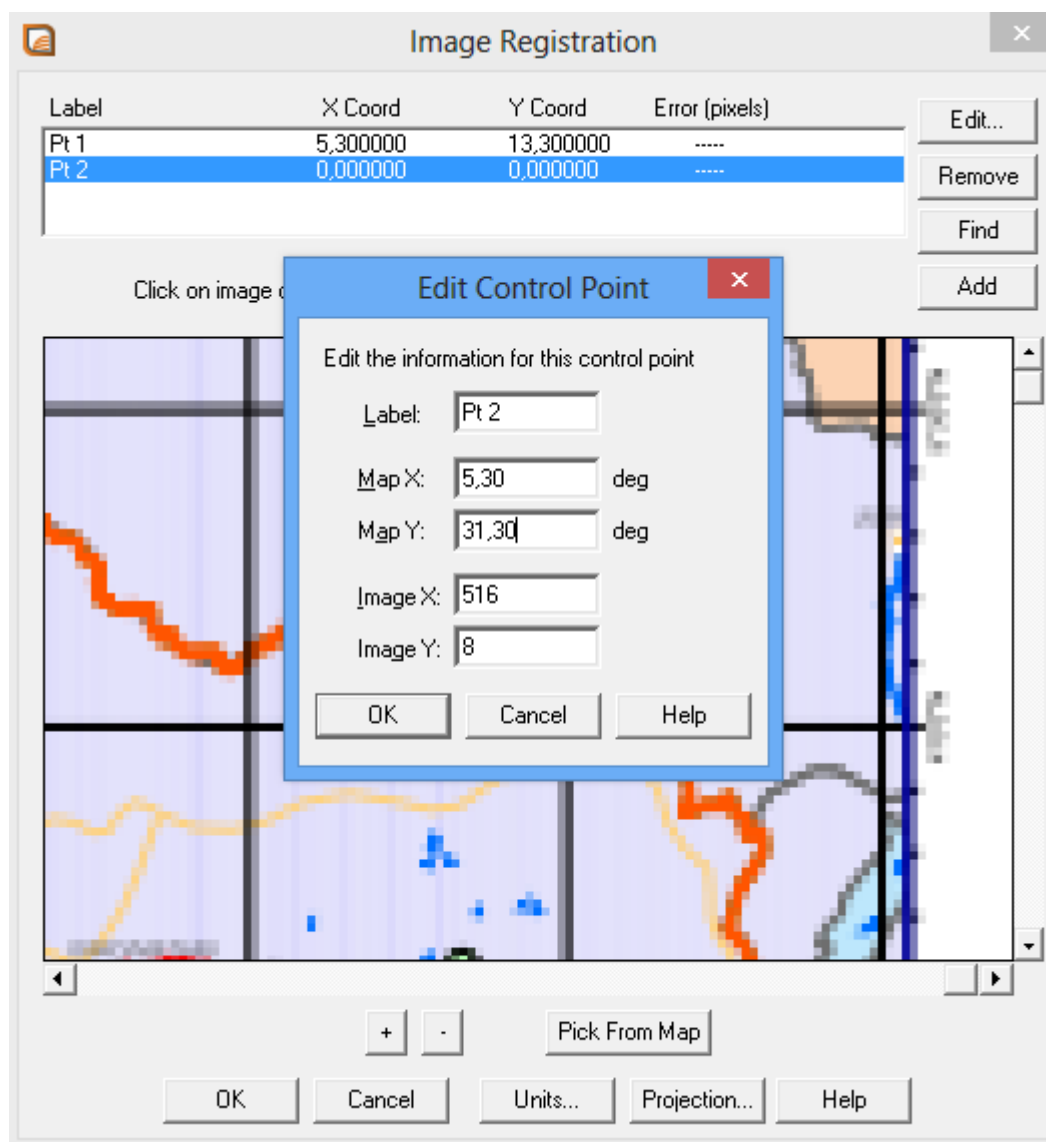 Image Registration
Label X Coord Y Coord Error (pixels)
Pt 1 5,300000 13,300000 -----
Pt 2 0,000000 0,000000 -----
Edit...
Remove
Find
Add
Click on image
Edit Control Point
Edit the information for this control point
Label: Pt 2
Map X: 5,30 deg
Map Y: 31,30 deg
Image X: 516
Image Y: 8
OK Cancel Help
+ - Pick From Map
OK Cancel Units... Projection... Help